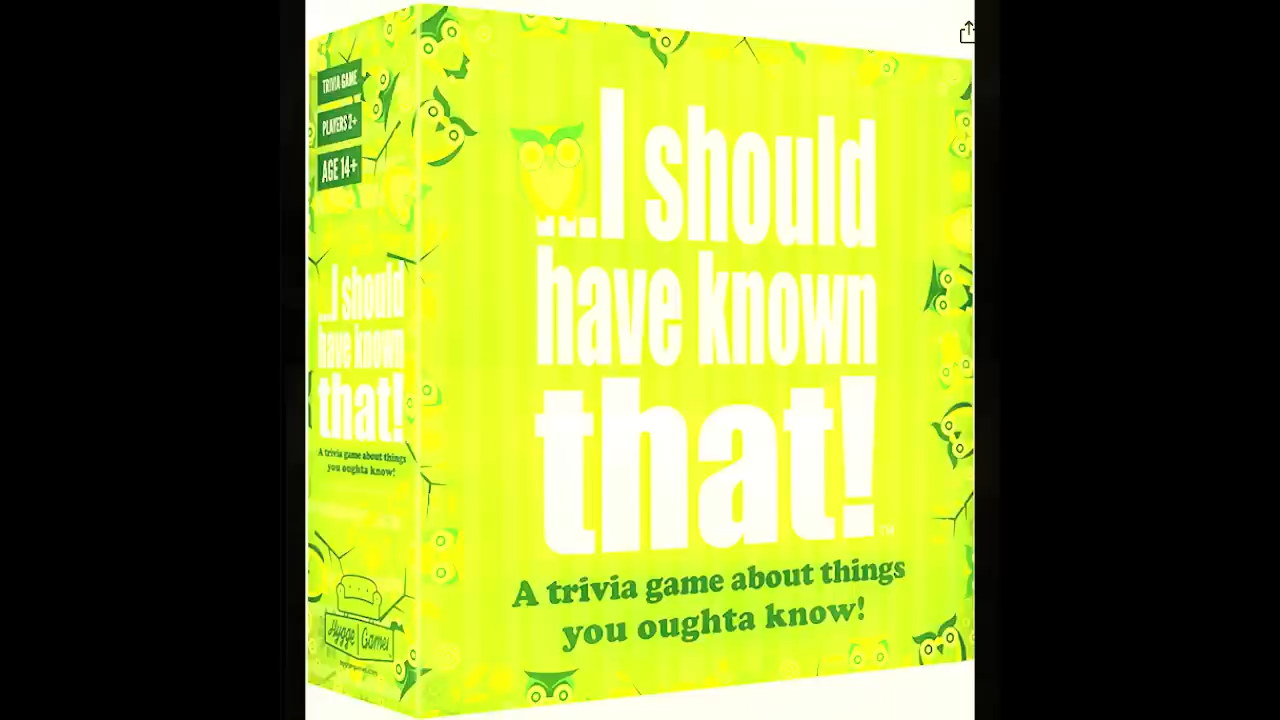 TRIVIA GAME
PLAYERS 2+
AGE 14+
...I should
have known
that!
A trivia game about things
you oughta know!
Hygge Games
...I should
have known
that!
TM
A trivia game about things
you oughta know!